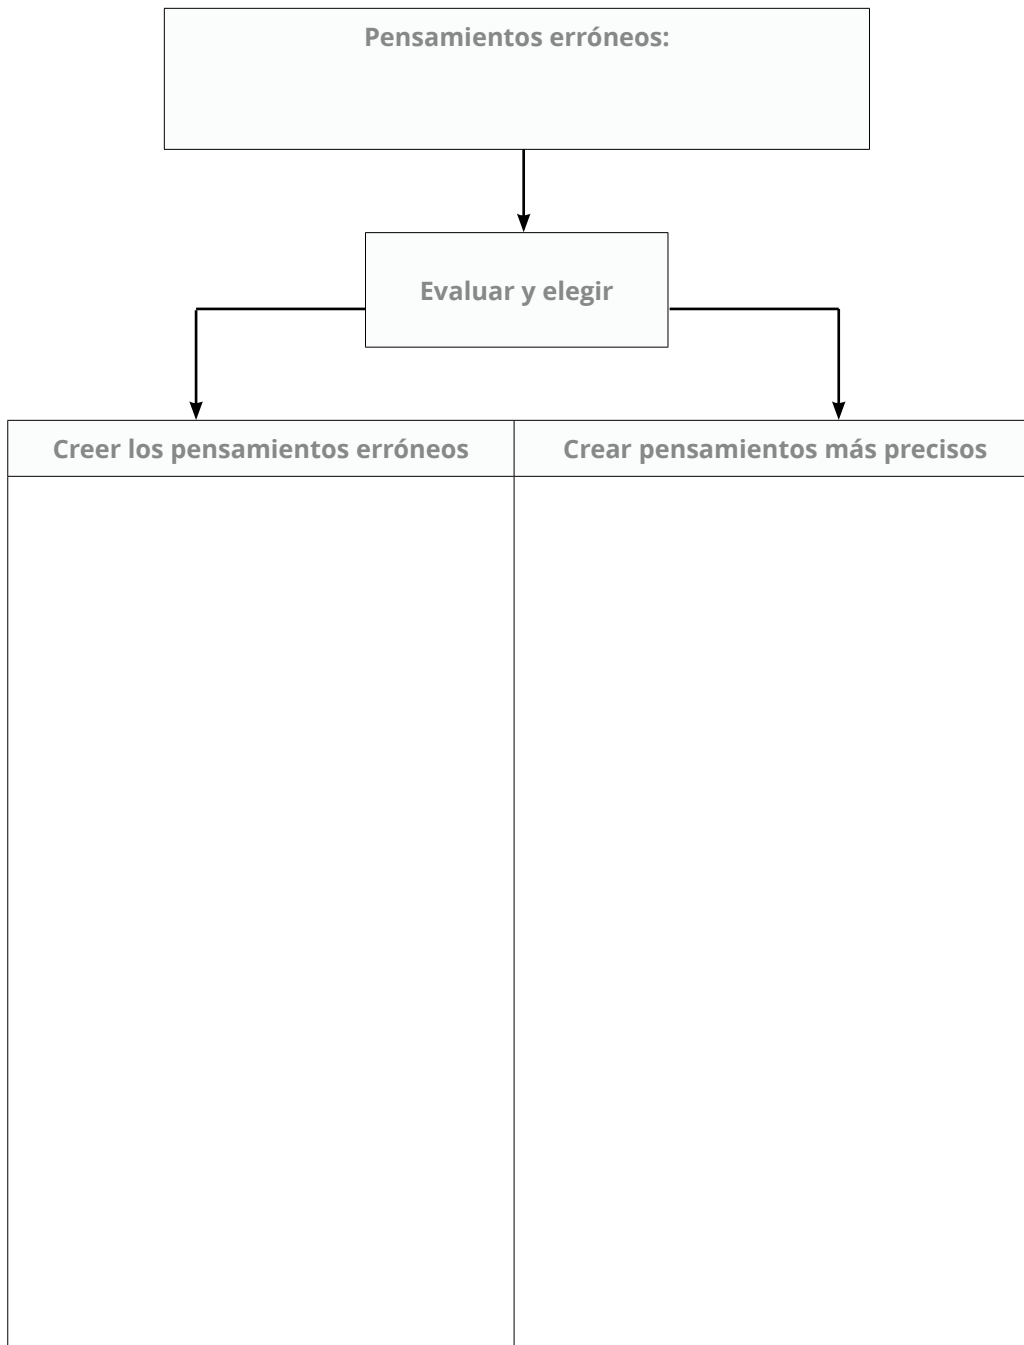 Pensamientos erróneos:
Evaluar y elegir
Creer los pensamientos erróneos
Crear pensamientos más precisos